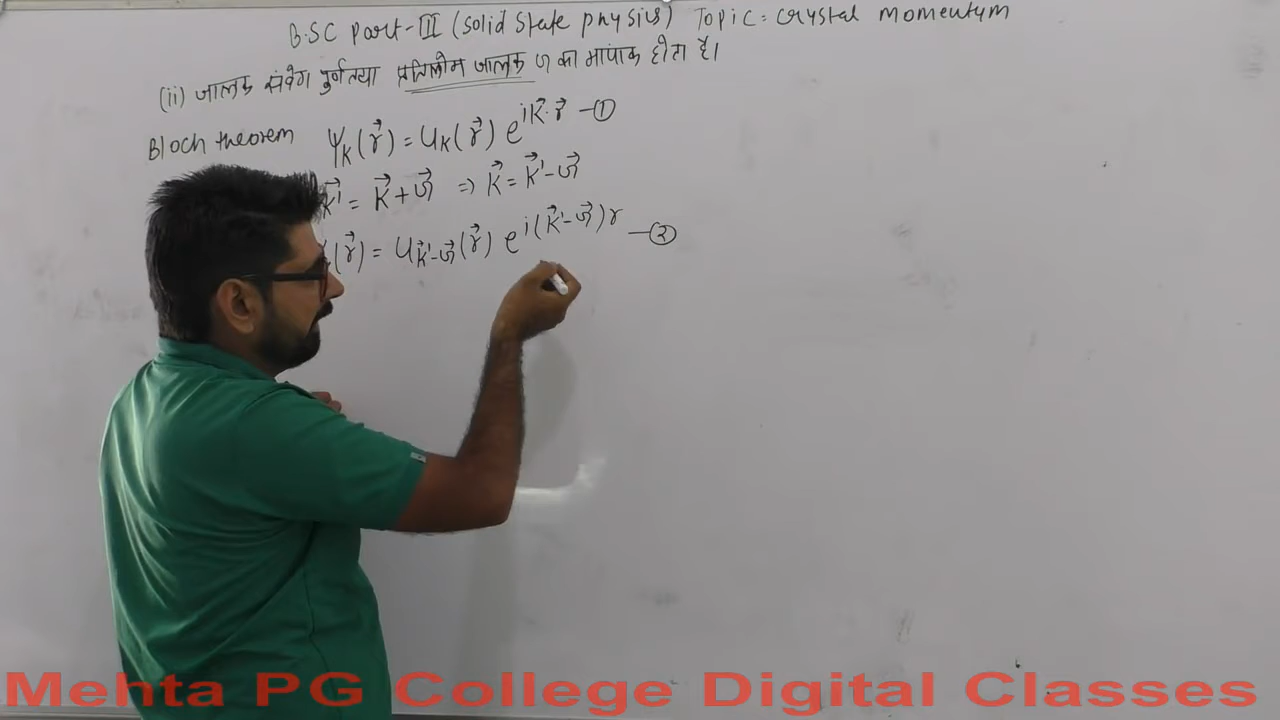 B.SC Part-III (Solid State physics) Topic = Crystal Momentum
(ii) जालक संवेग पुर्णतया प्रतिलोम जालक G का मापांक होता है।
Bloch theorem ψ_K(r⃗) = U_K(r⃗) e^{iK⃗·r⃗} —①
K⃗' = K⃗ + G⃗ ⇒ K⃗ = K⃗' - G⃗
(r⃗) = U_{K⃗'-G⃗}(r⃗) e^{i(K⃗'-G⃗)r} —②
Mehta PG College Digital Classes